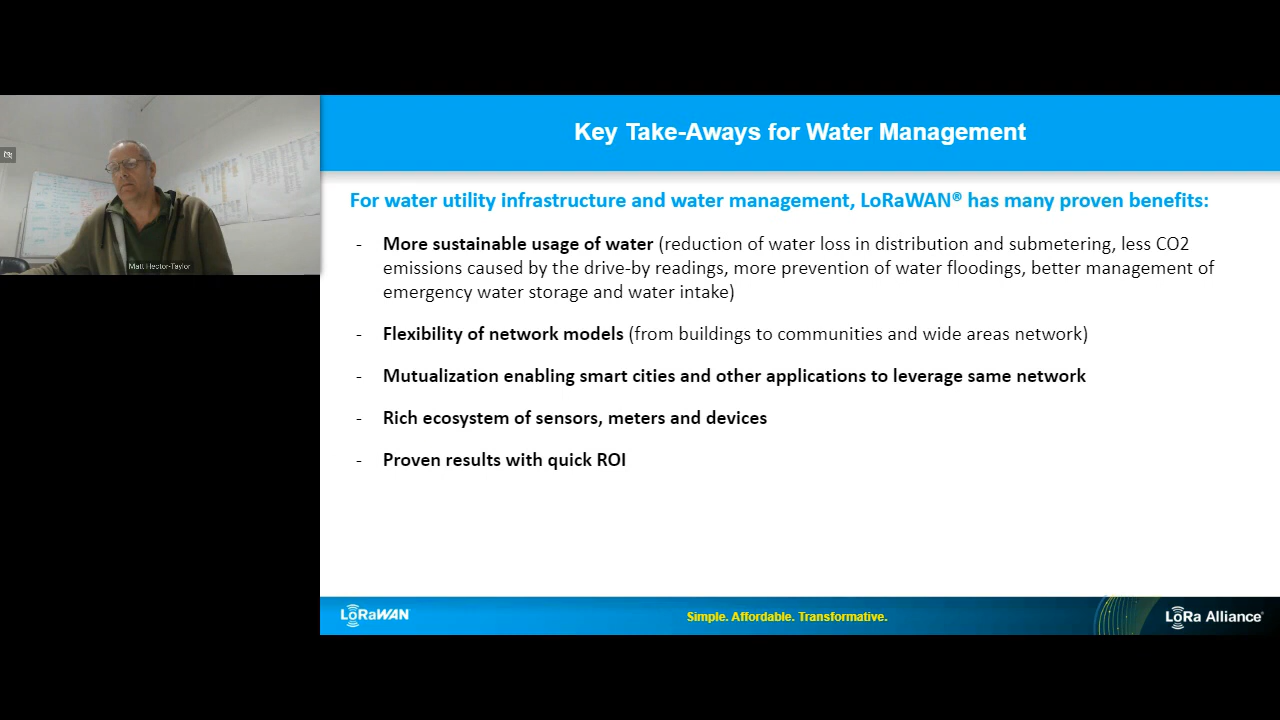 Key Take-Aways for Water Management
For water utility infrastructure and water management, LoRaWAN® has many proven benefits:
- More sustainable usage of water (reduction of water loss in distribution and submetering, less CO2
emissions caused by the drive-by readings, more prevention of water floodings, better management of
emergency water storage and water intake)
- Flexibility of network models (from buildings to communities and wide areas network)
- Mutualization enabling smart cities and other applications to leverage same network
- Rich ecosystem of sensors, meters and devices
- Proven results with quick ROI
Matt Hector-Taylor
LoRaWAN
Simple. Affordable. Transformative.
LoRa Alliance®